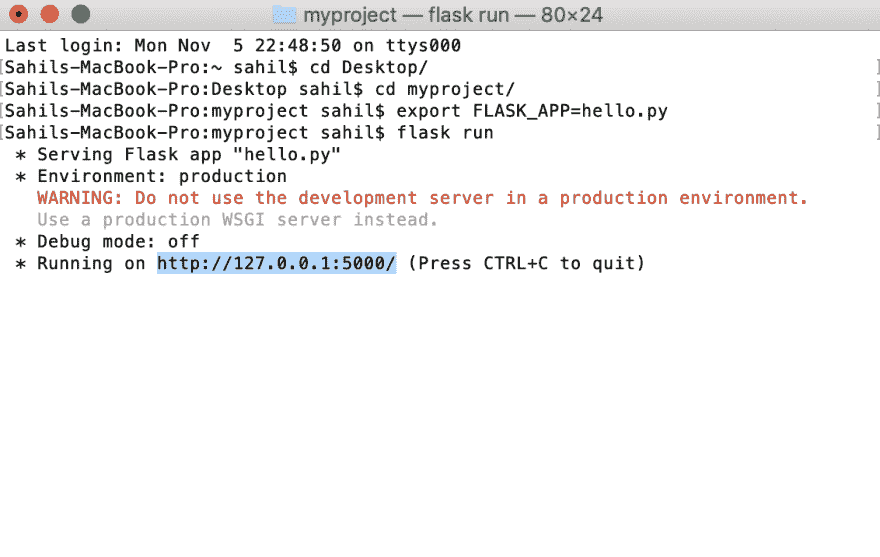 myproject — flask run — 80×24
Last login: Mon Nov  5 22:48:50 on ttys000
[Sahils-MacBook-Pro:~ sahil$ cd Desktop/ ]
[Sahils-MacBook-Pro:Desktop sahil$ cd myproject/ ]
[Sahils-MacBook-Pro:myproject sahil$ export FLASK_APP=hello.py ]
[Sahils-MacBook-Pro:myproject sahil$ flask run ]
 * Serving Flask app "hello.py"
 * Environment: production
   WARNING: Do not use the development server in a production environment.
   Use a production WSGI server instead.
 * Debug mode: off
 * Running on http://127.0.0.1:5000/ (Press CTRL+C to quit)